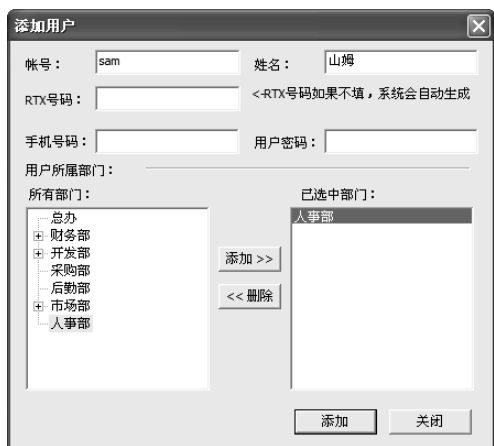 添加用户
帐号：
sam
姓名：
山姆
RTX号码：
<-RTX号码如果不填，系统会自动生成
手机号码：
用户密码：
用户所属部门：
所有部门：
已选中部门：
总办
财务部
开发部
采购部
后勤部
市场部
人事部
添加 >>
<< 删除
人事部
添加
关闭